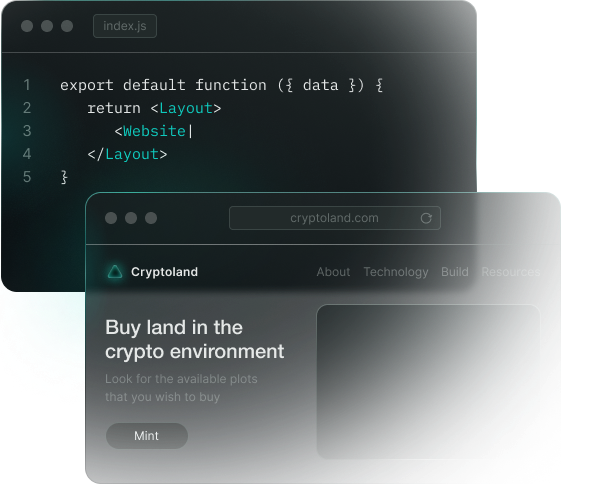 index.js
1 export default function ({ data }) {
2 return <Layout>
3 <Website|
4 </Layout>
5 }
cryptoland.com
Cryptoland About Technology Build Resources
Buy land in the
crypto environment
Look for the available plots
that you wish to buy
Mint